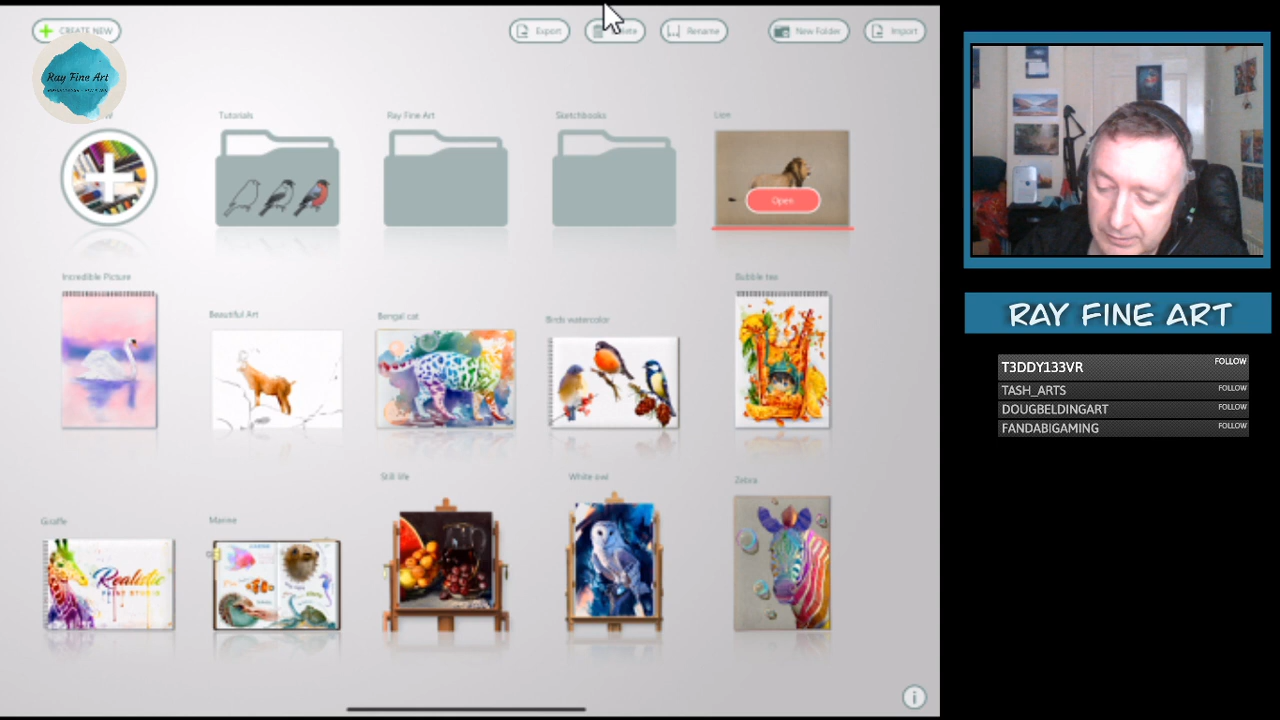 CREATE NEW
Export
Rename
New Folder
Import
Ray Fine Art
Tutorials
Ray Fine Art
Sketchbooks
Lion
Open
Incredible Picture
Beautiful Art
Bengal cat
Birds watercolor
Bubble tea
Giraffe
Marine
Still life
White owl
Zebra
Realistic
PAINT STUDIO
RAY FINE ART
T3DDY133VR FOLLOW
TASH_ARTS FOLLOW
DOUGBELDINGART FOLLOW
FANDABIGAMING FOLLOW